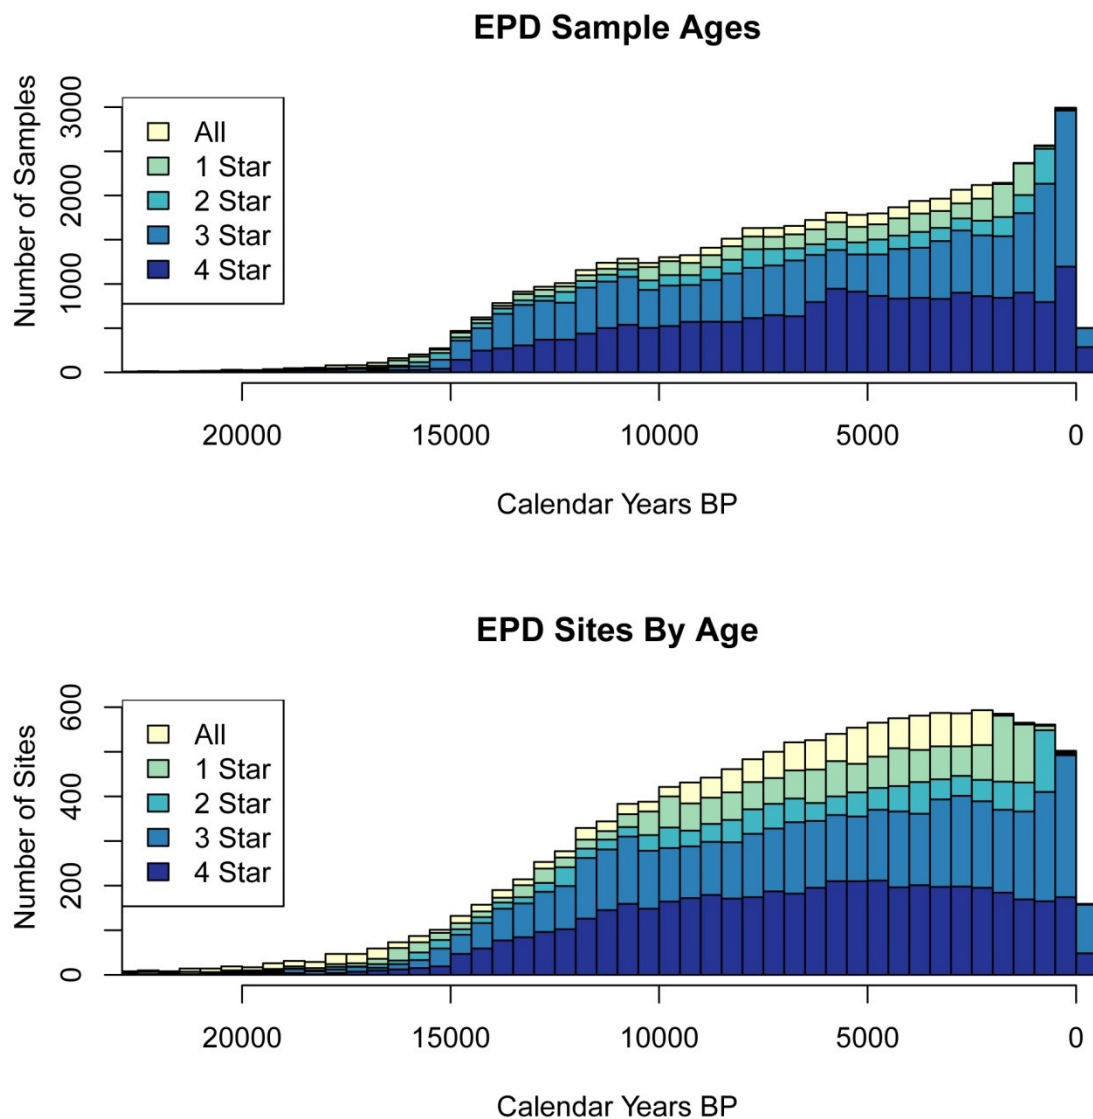 EPD Sample Ages
Number of Samples
3000
2000
1000
0
All
1 Star
2 Star
3 Star
4 Star
20000 15000 10000 5000 0
Calendar Years BP
EPD Sites By Age
Number of Sites
600
400
200
0
All
1 Star
2 Star
3 Star
4 Star
20000 15000 10000 5000 0
Calendar Years BP